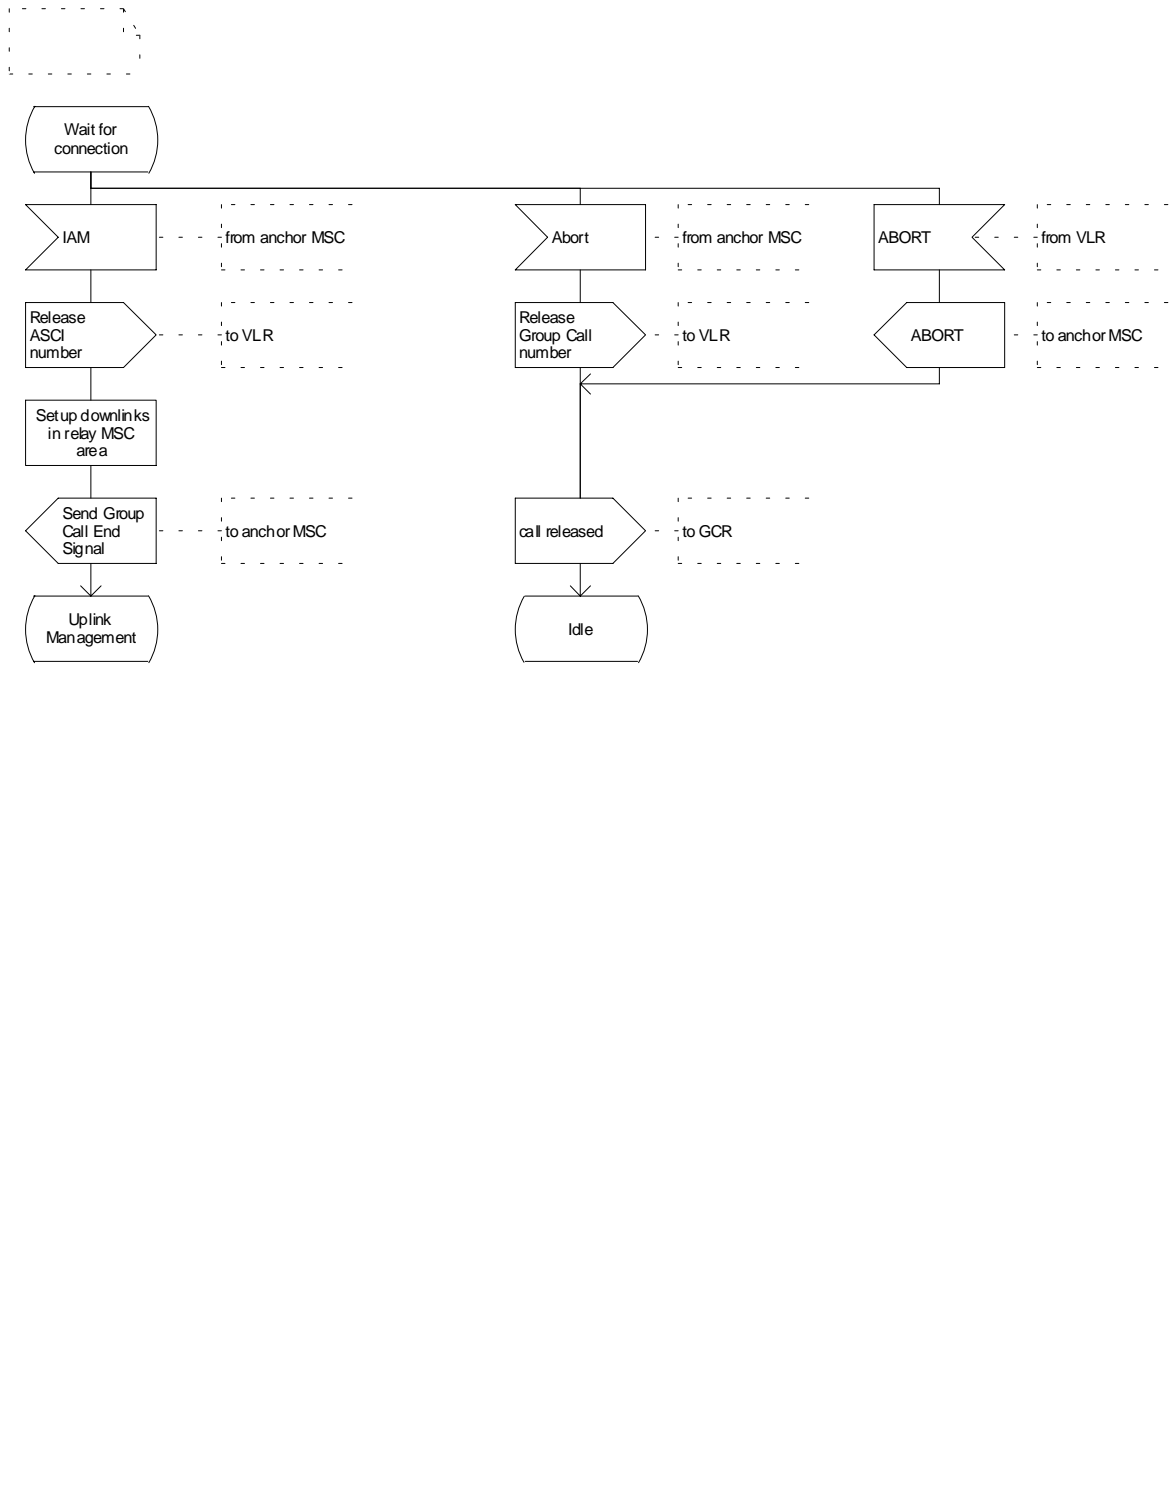 Wait for
connection
IAM
from anchor MSC
Abort
from anchor MSC
ABORT
from VLR
Release
ASCI
number
to VLR
Release
Group Call
number
to VLR
ABORT
to anchor MSC
Setup downlinks
in relay MSC
area
Send Group
Call End
Signal
to anchor MSC
call released
to GCR
Uplink
Management
Idle